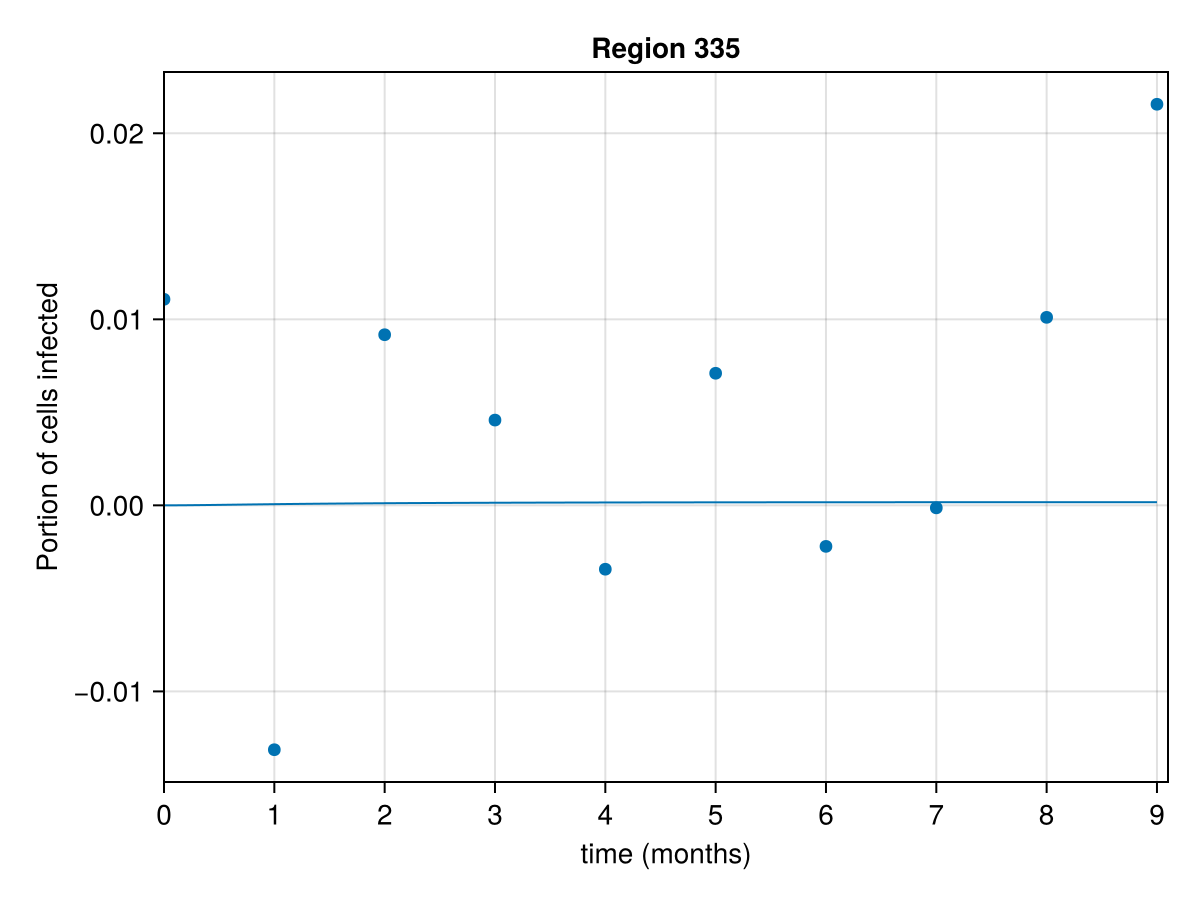 Region 335
Portion of cells infected
0.02
0.01
0.00
−0.01
0 1 2 3 4 5 6 7 8 9
time (months)